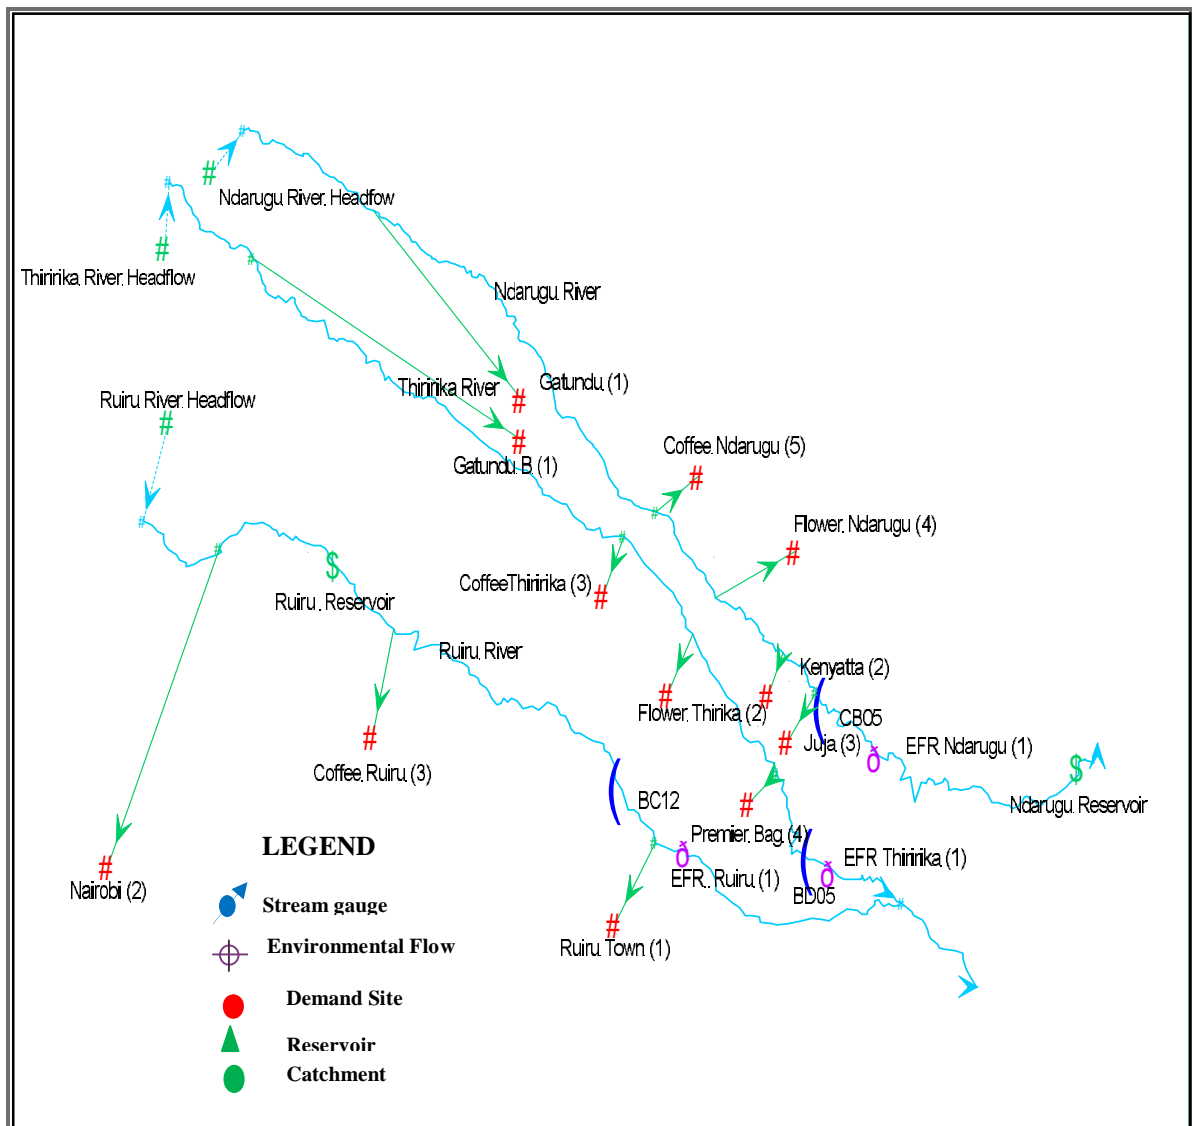 Ndarugu River Headfow
Thiririka River Headflow
Ndarugu River
Thiririka River
Gatundu (1)
Ruiru River Headflow
Coffee Ndarugu (5)
Gatundu B (1)
Flower Ndarugu (4)
CoffeeThiririka (3)
Ruiru Reservoir
Ruiru River
Kenyatta (2)
Flower Thirika (2)
CB05
Juja (3)
EFR Ndarugu (1)
Coffee Ruiru (3)
BC12
Ndarugu Reservoir
Premier Bag (4)
LEGEND
EFR Thiririka (1)
EFR Ruiru (1)
Nairobi (2)
BD05
Stream gauge
Environmental Flow
Ruiru Town (1)
Demand Site
Reservoir
Catchment